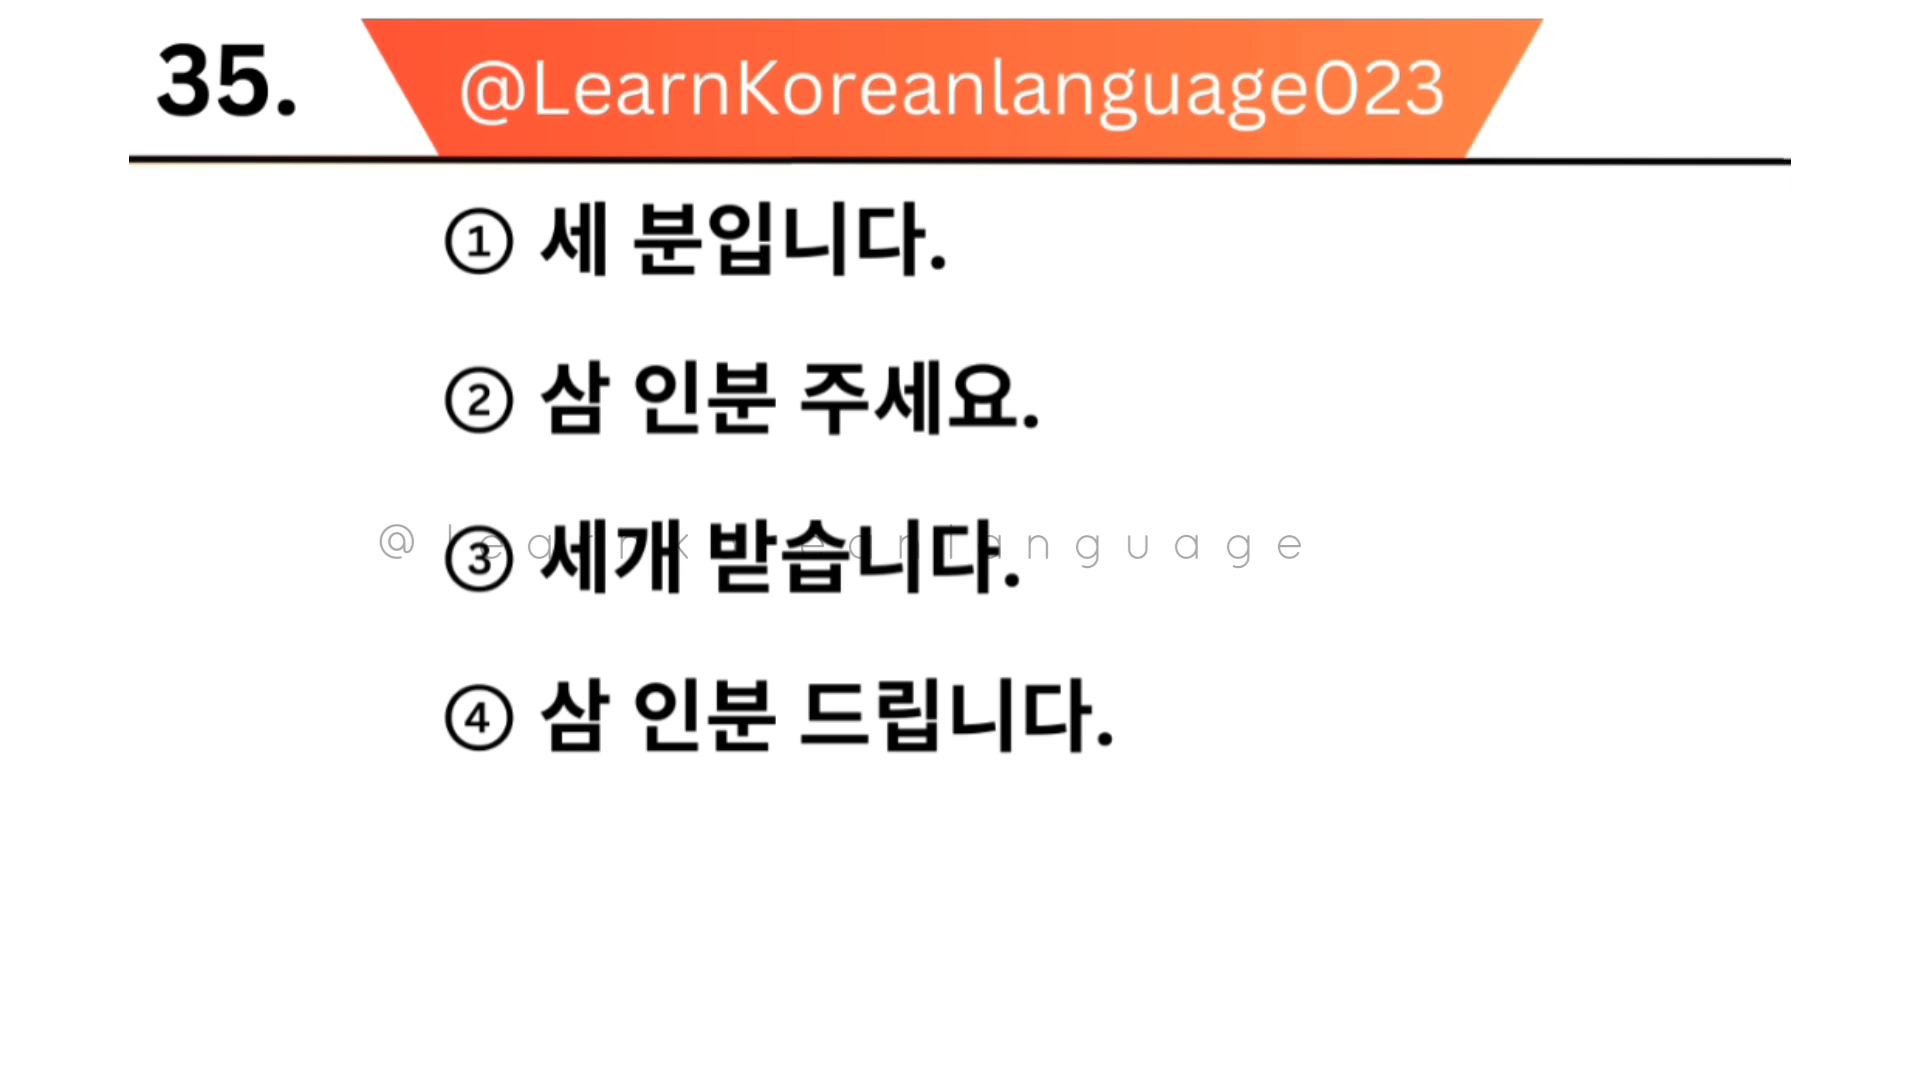 35.
@LearnKoreanlanguage023
① 세 분입니다.
② 삼 인분 주세요.
③ 세개 받습니다.
④ 삼 인분 드립니다.
@learnkoreanlanguage